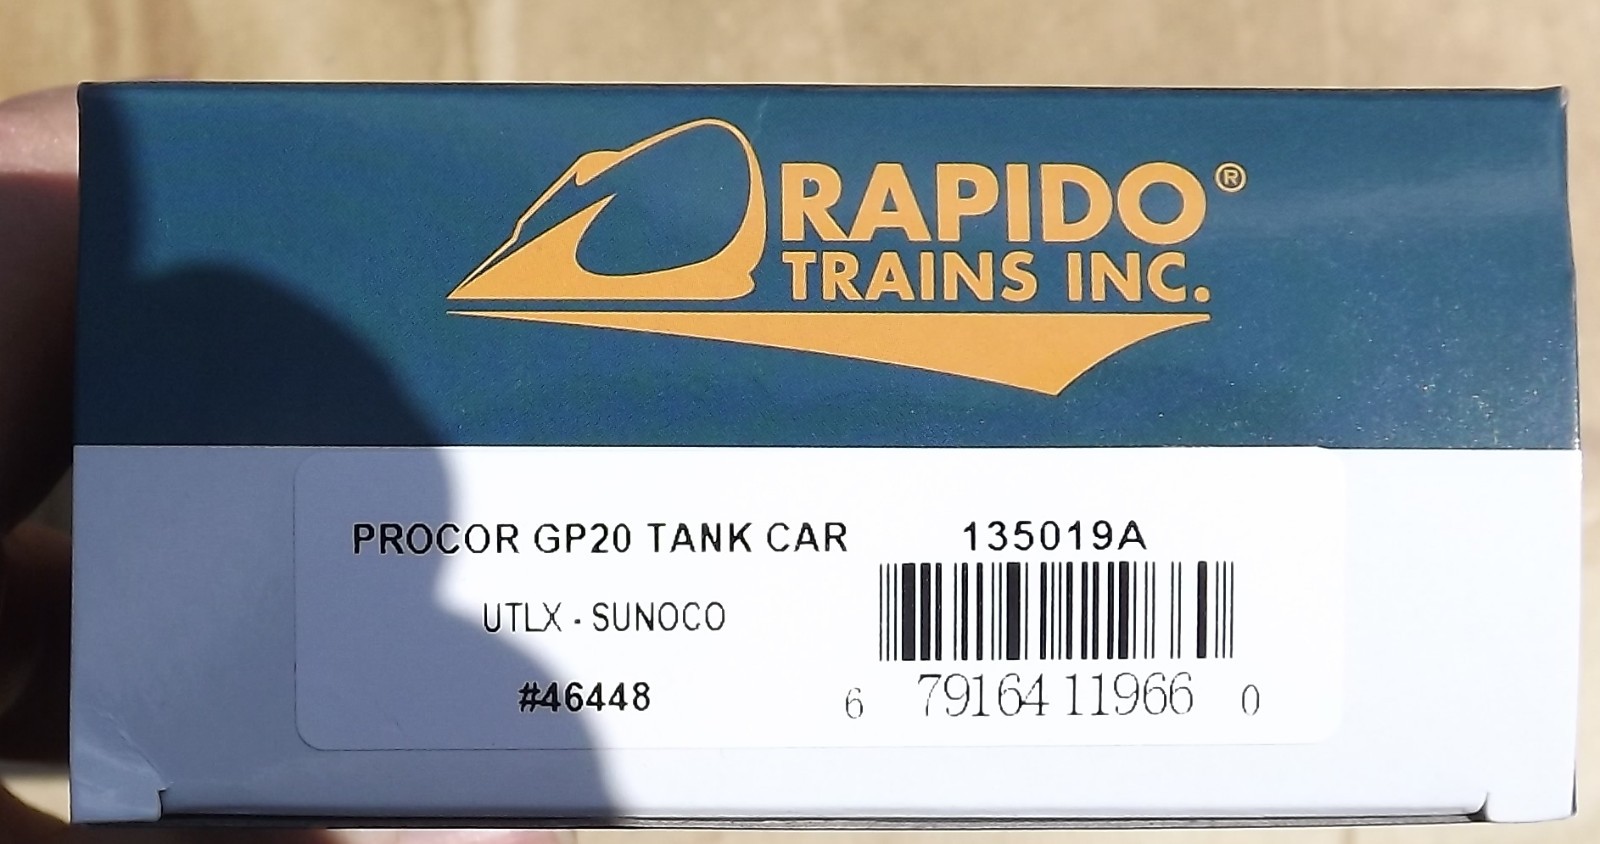 RAPIDO®
TRAINS INC.
PROCOR GP20 TANK CAR
135019A
UTLX - SUNOCO
#46448
6 79164 11966 0